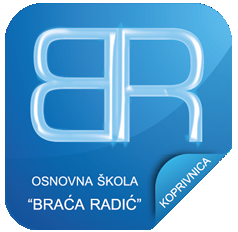 BR
OSNOVNA ŠKOLA
“BRAĆA RADIĆ”
KOPRIVNICA